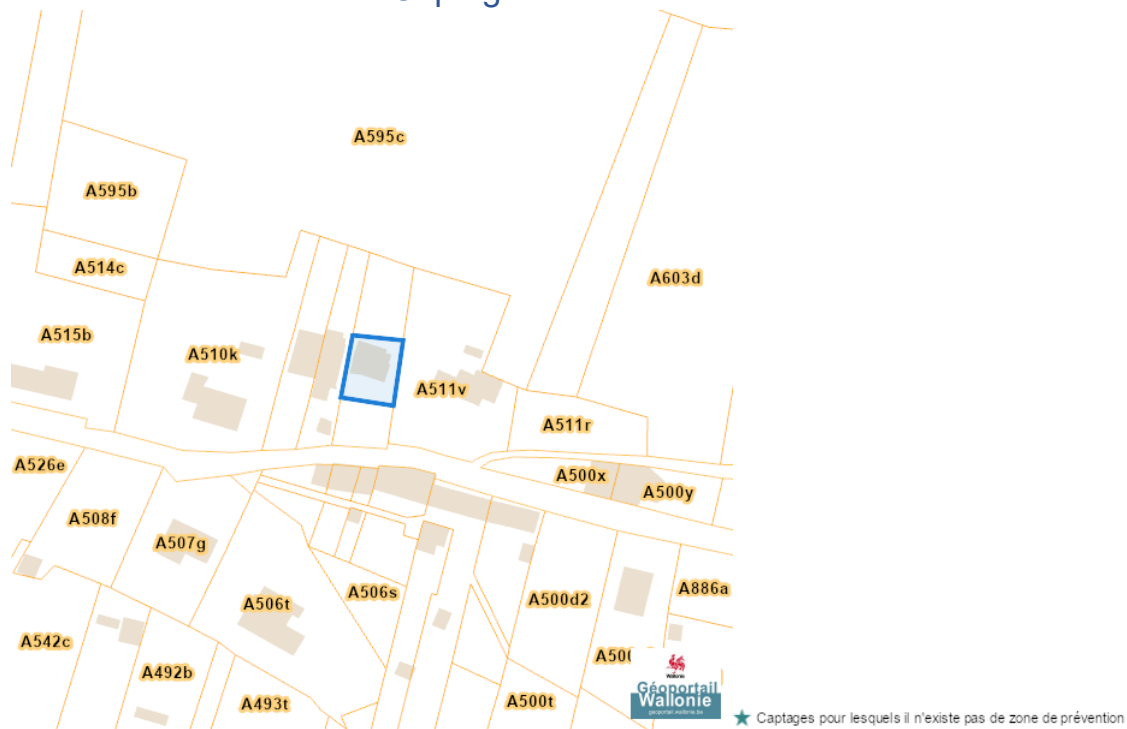 A595c
A595b
A514c
A603d
A515b
A510k
A511v
A511r
A526e
A500x
A500y
A508f
A507g
A506t
A506s
A500d2
A886a
A542c
A492b
A493t
A500t
Wallonie
Géoportail
Wallonie
geoportail.wallonie.be
Captages pour lesquels il n'existe pas de zone de prévention